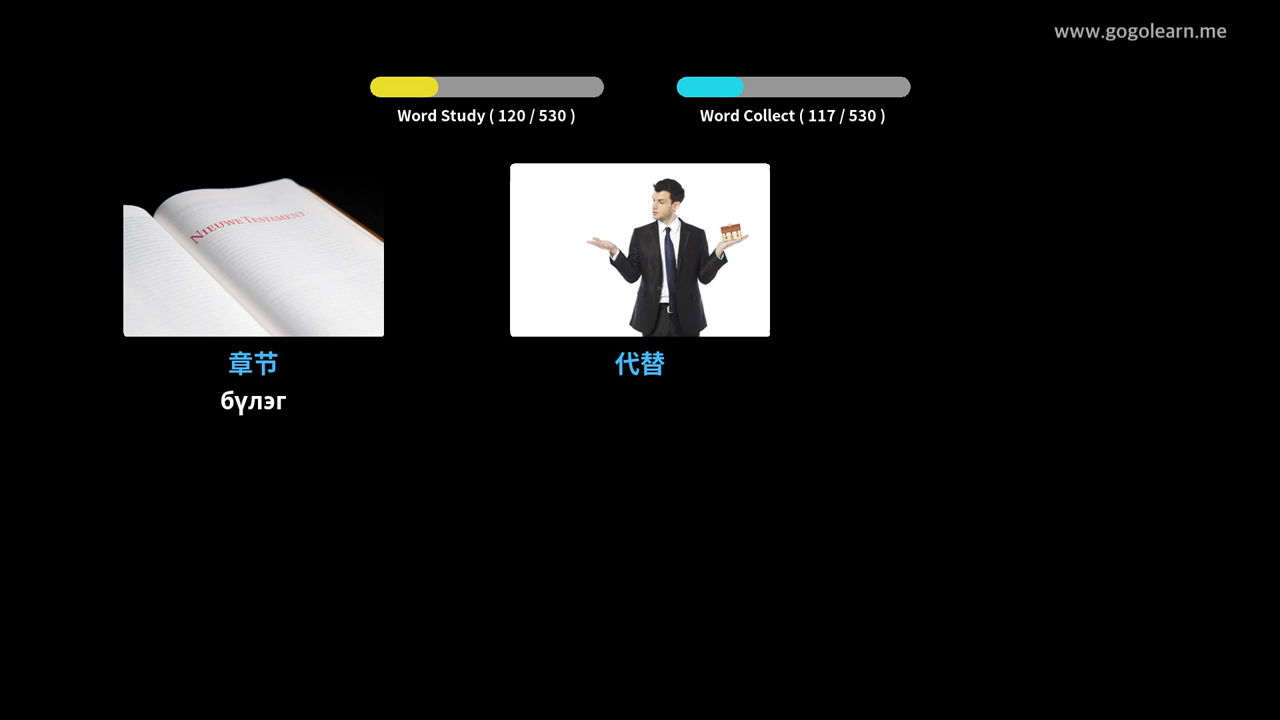 www.gogolearn.me
Word Study ( 120 / 530 )
Word Collect ( 117 / 530 )
NIEUWE TESTAMENT
章节
代替
бүлэг